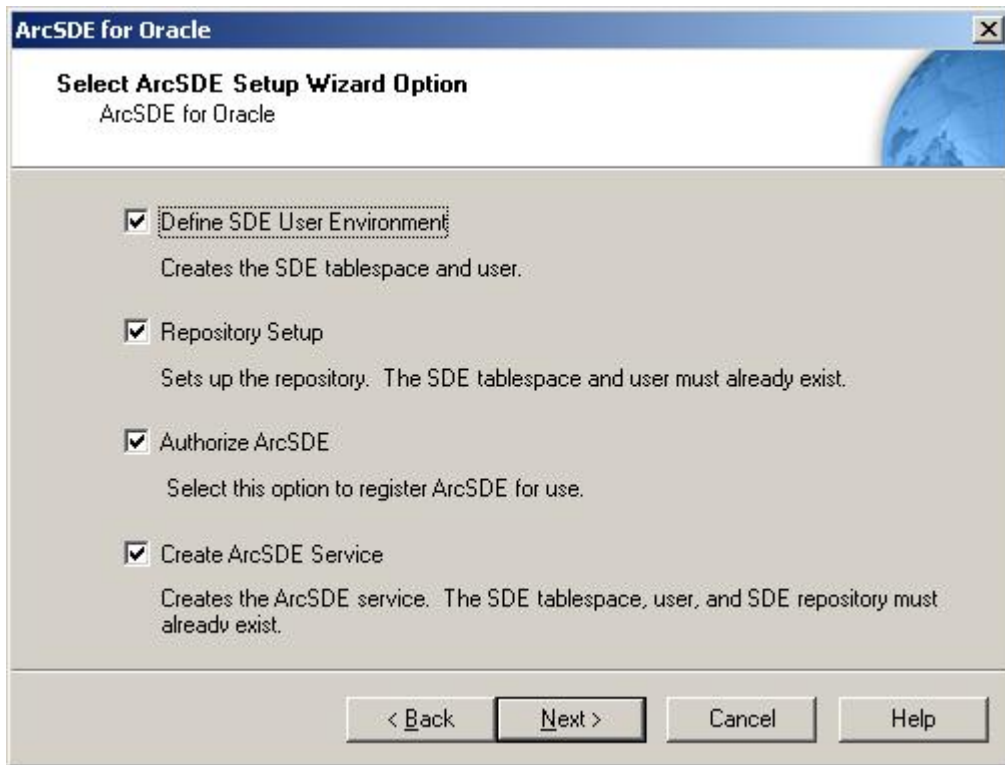 ArcSDE for Oracle
Select ArcSDE Setup Wizard Option
ArcSDE for Oracle
Define SDE User Environment
Creates the SDE tablespace and user.
Repository Setup
Sets up the repository. The SDE tablespace and user must already exist.
Authorize ArcSDE
Select this option to register ArcSDE for use.
Create ArcSDE Service
Creates the ArcSDE service. The SDE tablespace, user, and SDE repository must
already exist.
< Back Next > Cancel Help